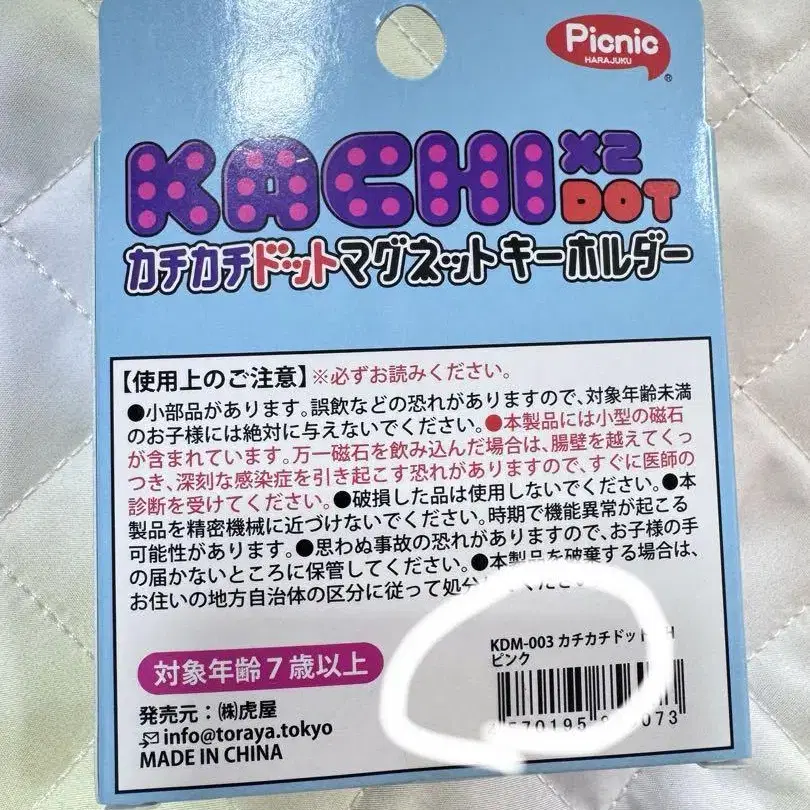 Picnic
HARAJUKU
®
KACHI X2
DOT
カチカチドットマグネットキーホルダー
【使用上のご注意】※必ずお読みください。
●小部品があります。誤飲などの恐れがありますので、対象年齢未満
のお子様には絶対に与えないでください。●本製品には小型の磁石
が含まれています。万一磁石を飲み込んだ場合は、腸壁を越えてくっ
つき、深刻な感染症を引き起こす恐れがありますので、すぐに医師の
診断を受けてください。●破損した品は使用しないでください。●本
製品を精密機械に近づけないでください。時期で機能異常が起こる
可能性があります。●思わぬ事故の恐れがありますので、お子様の手
の届かないところに保管してください。●本製品を破棄する場合は、
お住いの地方自治体の区分に従って処分
KDM-003 カチカチドット
ピンク
570195 073
対象年齢7歳以上
発売元:㈱虎屋
info@toraya.tokyo
MADE IN CHINA